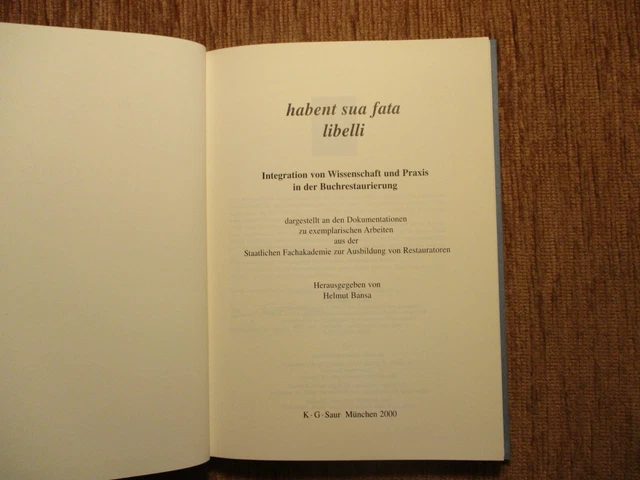 habent sua fata
libelli
Integration von Wissenschaft und Praxis
in der Buchrestaurierung
dargestellt an den Dokumentationen
zu exemplarischen Arbeiten
aus der
Staatlichen Fachakademie zur Ausbildung von Restauratoren
Herausgegeben von
Helmut Bansa
K · G · Saur München 2000